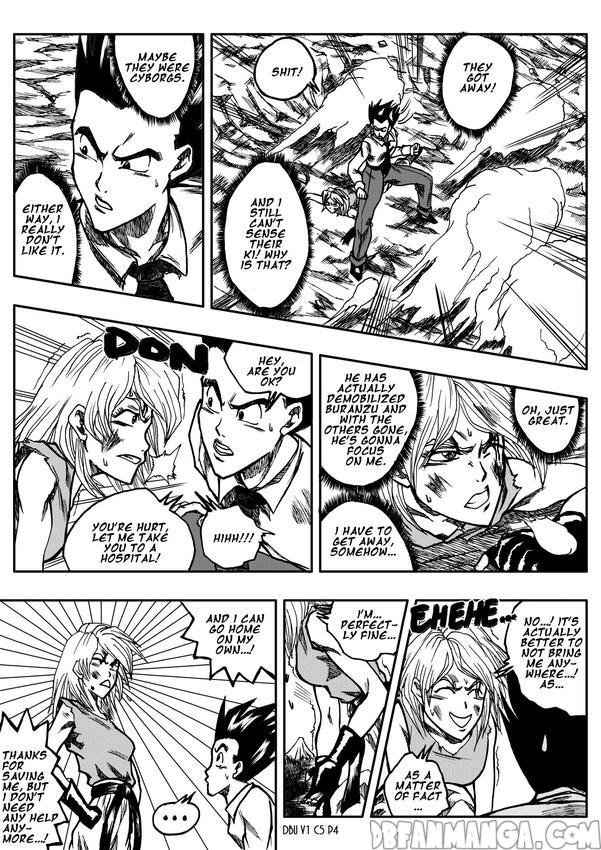 THEY
GOT
AWAY!
SHIT!
AND I
STILL
CAN'T
SENSE
THEIR
KI! WHY
IS THAT?
MAYBE
THEY WERE
CYBORGS.
EITHER
WAY, I
REALLY
DON'T
LIKE IT.
OH, JUST
GREAT.
HE HAS
ACTUALLY
DEMOBILIZED
BURANZU
AND WITH
THE OTHERS
GONE,
HE'S GONNA
FOCUS
ON ME.
I HAVE TO
GET AWAY,
SOMEHOW...
DON
HEY,
ARE YOU
OK?
HIHH!!!
YOU'RE HURT,
LET ME TAKE
YOU TO A
HOSPITAL!
NO...! IT'S
ACTUALLY
BETTER TO
NOT BRING
ME ANY-
WHERE...!
AS...
EHEHE...
AS A
MATTER
OF FACT
...
I'M...
PERFECT-
LY FINE...
AND I CAN
GO HOME
ON MY
OWN...!
...
THANKS
FOR
SAVING
ME, BUT
I DON'T
NEED
ANY HELP
ANY-
MORE...!
DBU V1 C5 P4
DBFANMANGA.COM